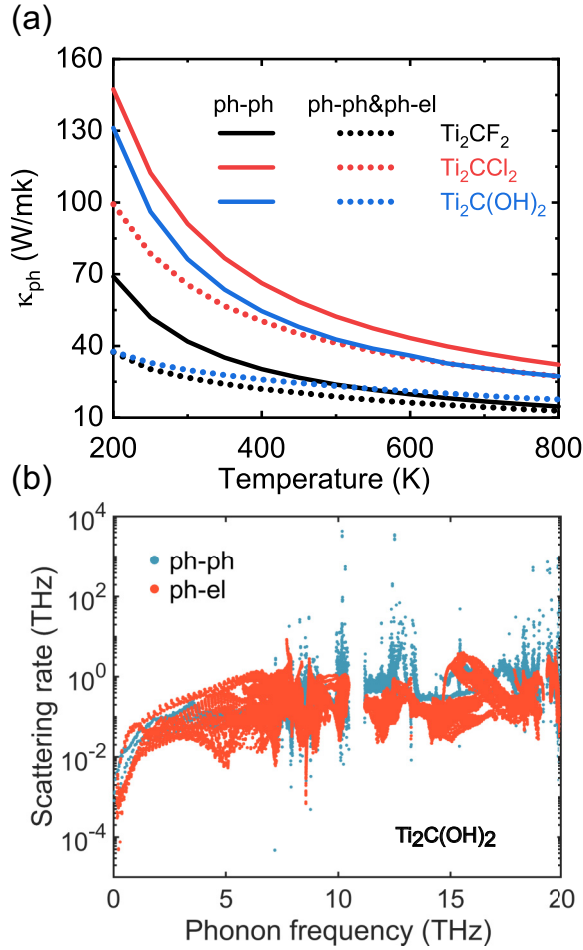 (a)
160
130
100
70
40
10
κph (W/mk)
ph-ph ph-ph&ph-el
Ti2CF2
Ti2CCl2
Ti2C(OH)2
200 400 600 800
Temperature (K)
(b)
10^4
10^2
10^0
10^-2
10^-4
Scattering rate (THz)
ph-ph
ph-el
Ti2C(OH)2
0 5 10 15 20
Phonon frequency (THz)